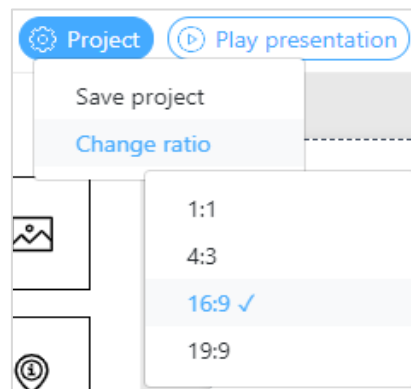 Project
Play presentation
Save project
Change ratio
1:1
4:3
16:9 ✓
19:9